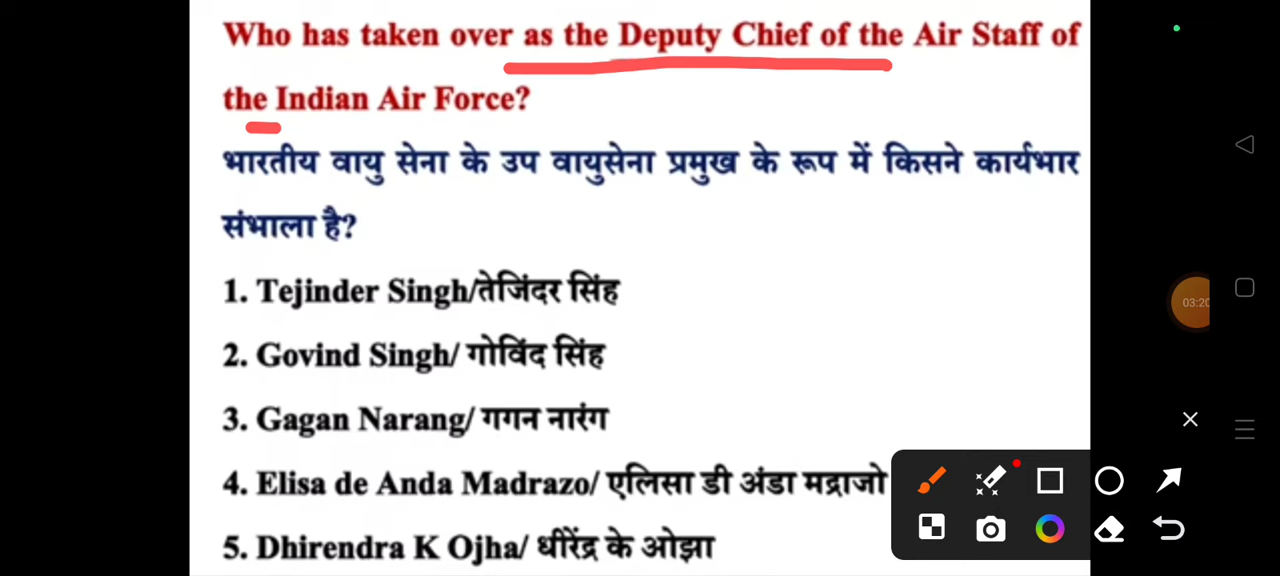 Who has taken over as the Deputy Chief of the Air Staff of
the Indian Air Force?
भारतीय वायु सेना के उप वायुसेना प्रमुख के रूप में किसने कार्यभार
संभाला है?
1. Tejinder Singh/तेजिंदर सिंह
2. Govind Singh/ गोविंद सिंह
03:20
3. Gagan Narang/ गगन नारंग
4. Elisa de Anda Madrazo/ एलिसा डी अंडा मद्राजो
5. Dhirendra K Ojha/ धीरेंद्र के ओझा